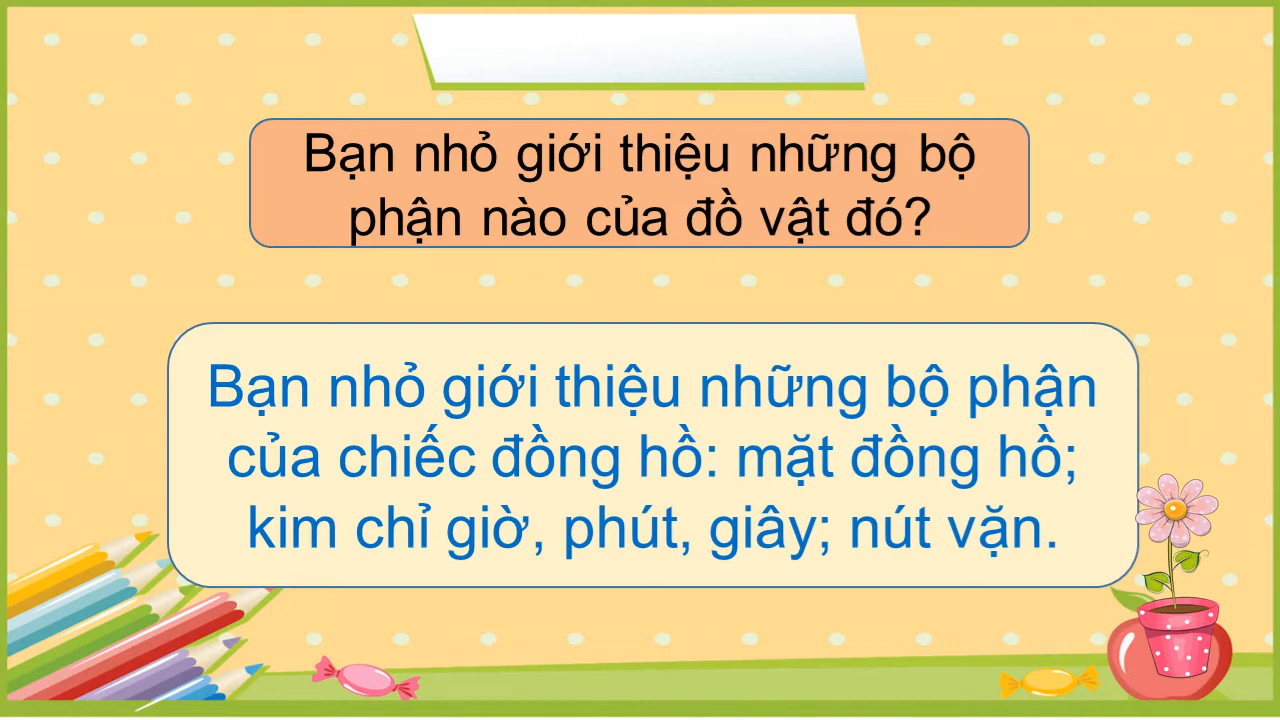 Bạn nhỏ giới thiệu những bộ
phận nào của đồ vật đó?
Bạn nhỏ giới thiệu những bộ phận
của chiếc đồng hồ: mặt đồng hồ;
kim chỉ giờ, phút, giây; nút vặn.